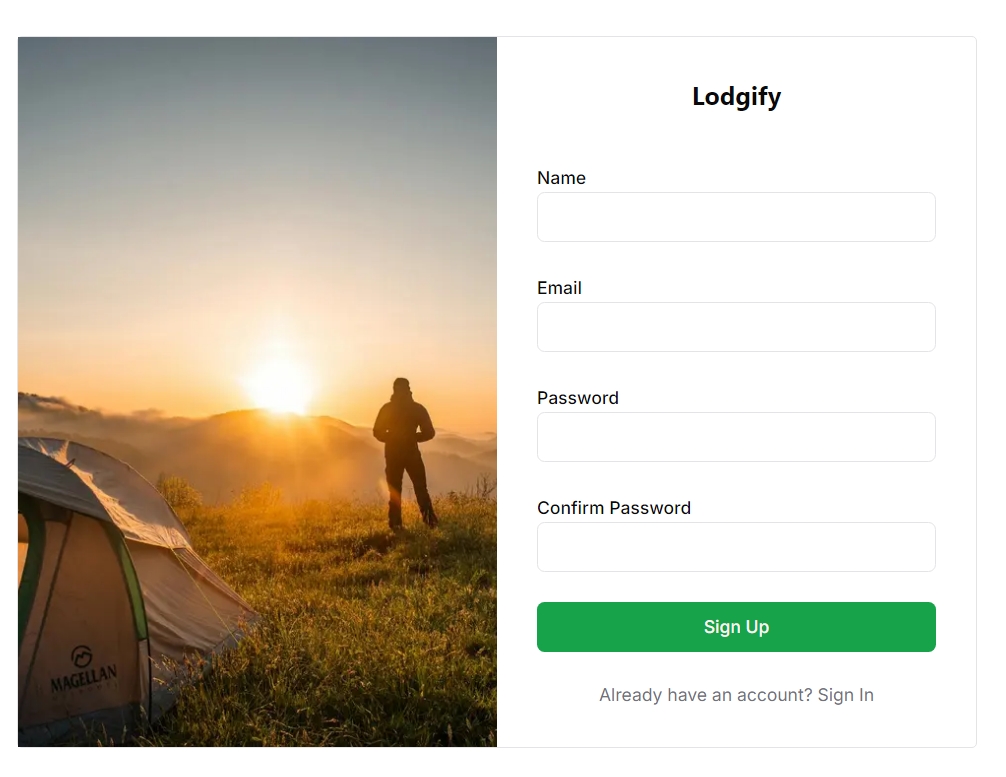 Lodgify
Name
Email
Password
Confirm Password
Sign Up
Already have an account? Sign In
MAGELLAN